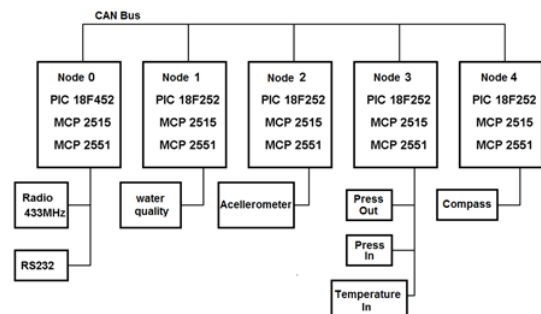 CAN Bus
Node 0
PIC 18F452
MCP 2515
MCP 2551
Node 1
PIC 18F252
MCP 2515
MCP 2551
Node 2
PIC 18F252
MCP 2515
MCP 2551
Node 3
PIC 18F252
MCP 2515
MCP 2551
Node 4
PIC 18F252
MCP 2515
MCP 2551
Radio
433MHz
RS232
water
quality
Acellerometer
Press
Out
Press
In
Temperature
In
Compass